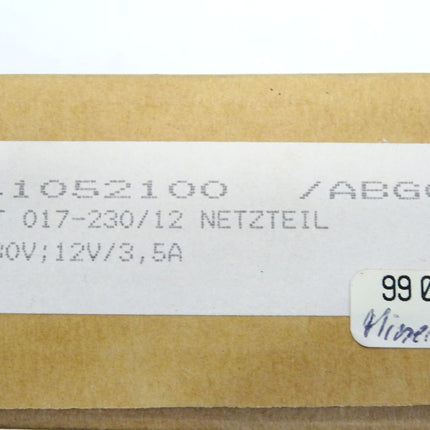 1052100 /ABG
T 017-230/12 NETZTEIL
30V;12V/3,5A
99 0